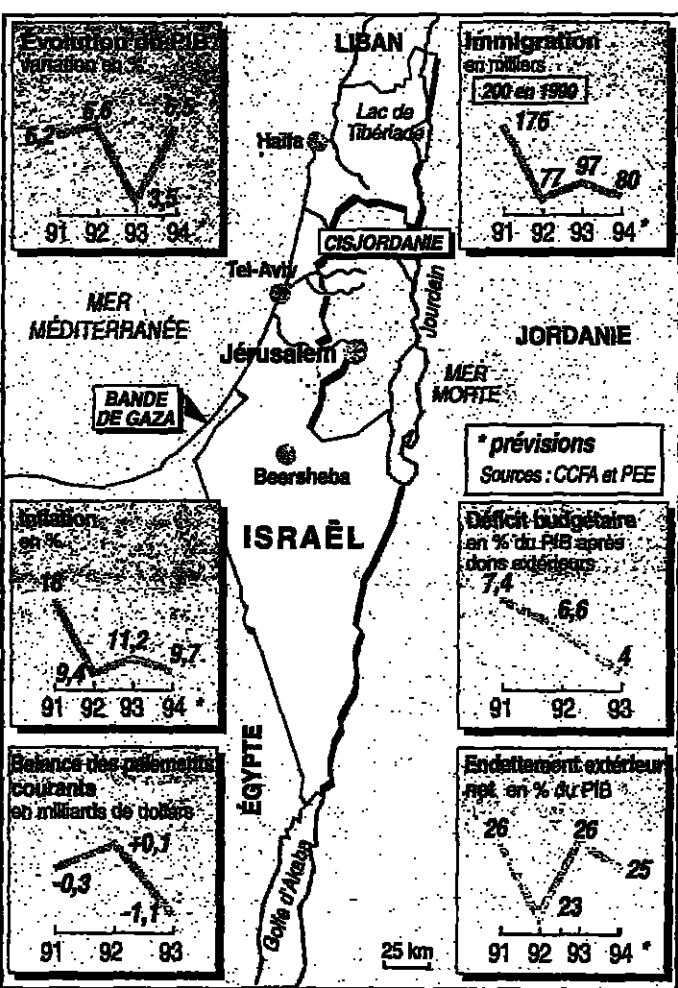 Évolution du PIB
variation en %
6,2
6,6
3,5
6,5
91 92 93 94 *
LIBAN
Lac de
Tibériade
Haïfa
Immigration
en milliers
200 en 1990
176
77
97
80
91 92 93 94 *
CISJORDANIE
Tel-Aviv
Jourdain
MER
MÉDITERRANÉE
JORDANIE
Jérusalem
MER
MORTE
BANDE
DE GAZA
* prévisions
Sources : CCFA et PEE
Beersheba
ISRAËL
Inflation
en %
18
9,4
11,2
9,7
91 92 93 94 *
Déficit budgétaire
en % du PIB après
dons extérieurs
7,4
6,6
4
91 92 93
ÉGYPTE
Balance des paiements
courants
en milliards de dollars
-0,3
+0,1
-1,1
91 92 93
Golfe d'Akaba
25 km
Endettement extérieur
net en % du PIB
26
23
26
25
91 92 93 94 *